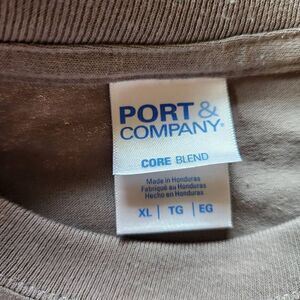 PORT &
COMPANY®
CORE BLEND
Made in Honduras
Fabriqué au Honduras
Hecho en Honduras
XL | TG | EG